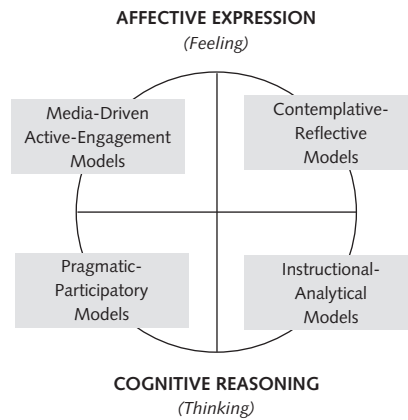 AFFECTIVE EXPRESSION
(Feeling)
Media-Driven
Active-Engagement
Models
Contemplative-
Reflective
Models
Pragmatic-
Participatory
Models
Instructional-
Analytical
Models
COGNITIVE REASONING
(Thinking)